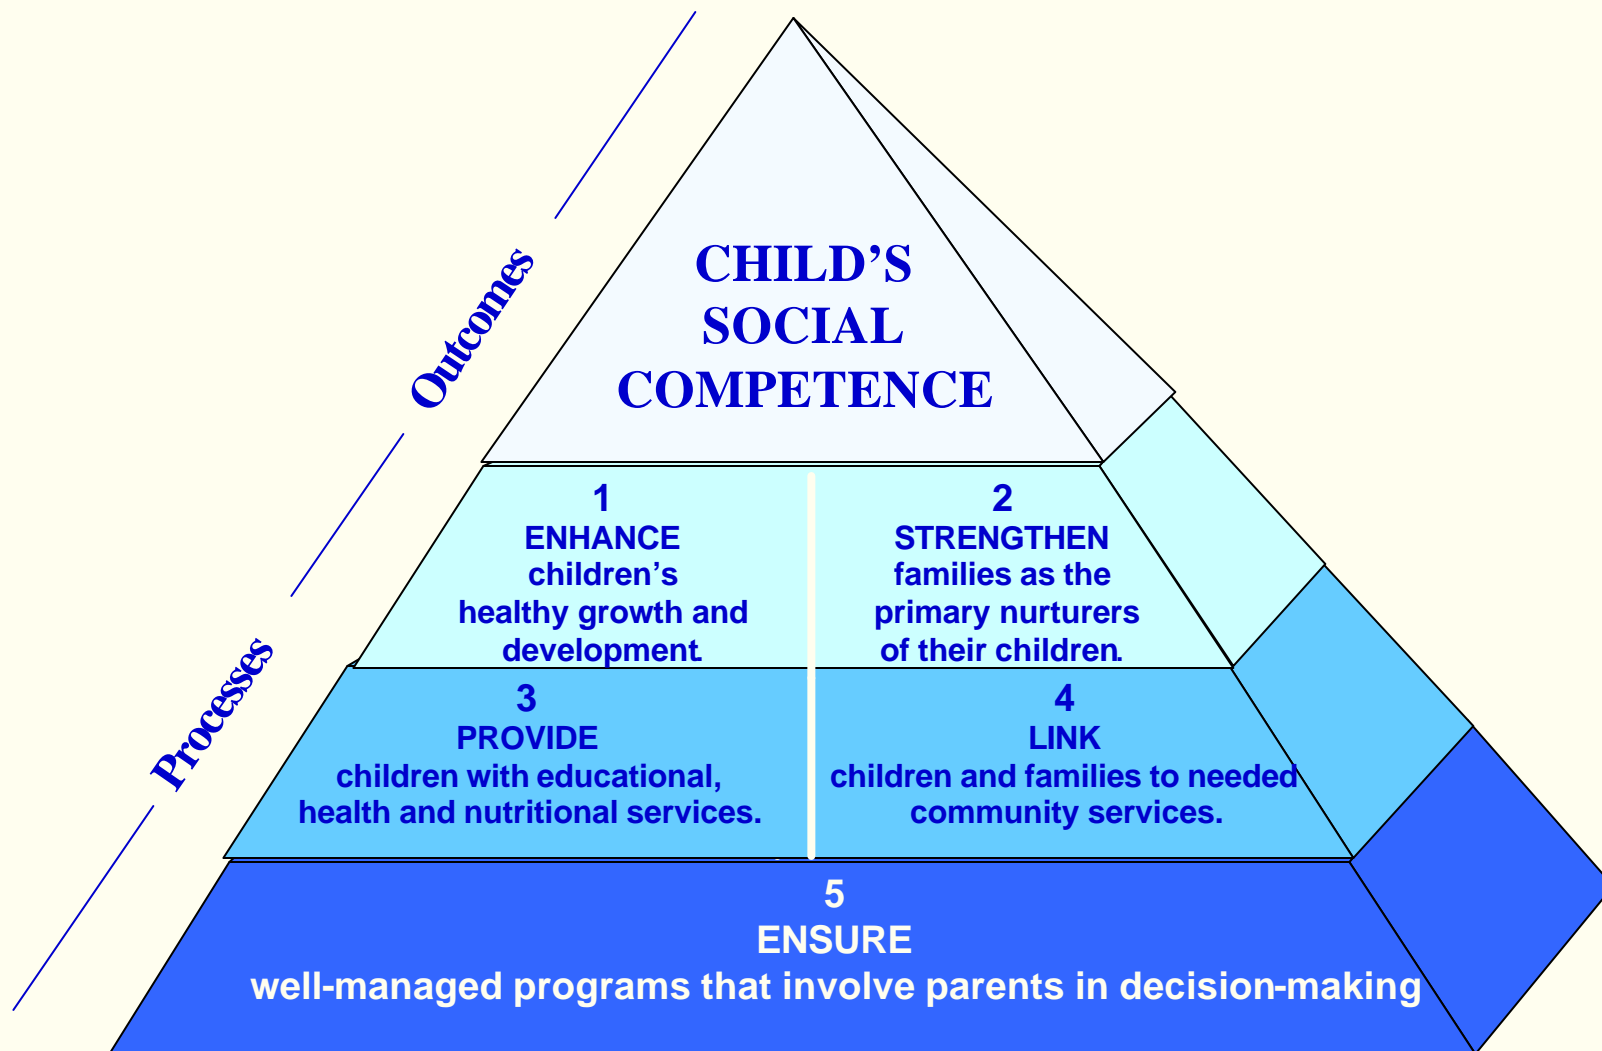 Outcomes
Processes
CHILD’S
SOCIAL
COMPETENCE
1
ENHANCE
children’s
healthy growth and
development.
2
STRENGTHEN
families as the
primary nurturers
of their children.
3
PROVIDE
children with educational,
health and nutritional services.
4
LINK
children and families to needed
community services.
5
ENSURE
well-managed programs that involve parents in decision-making